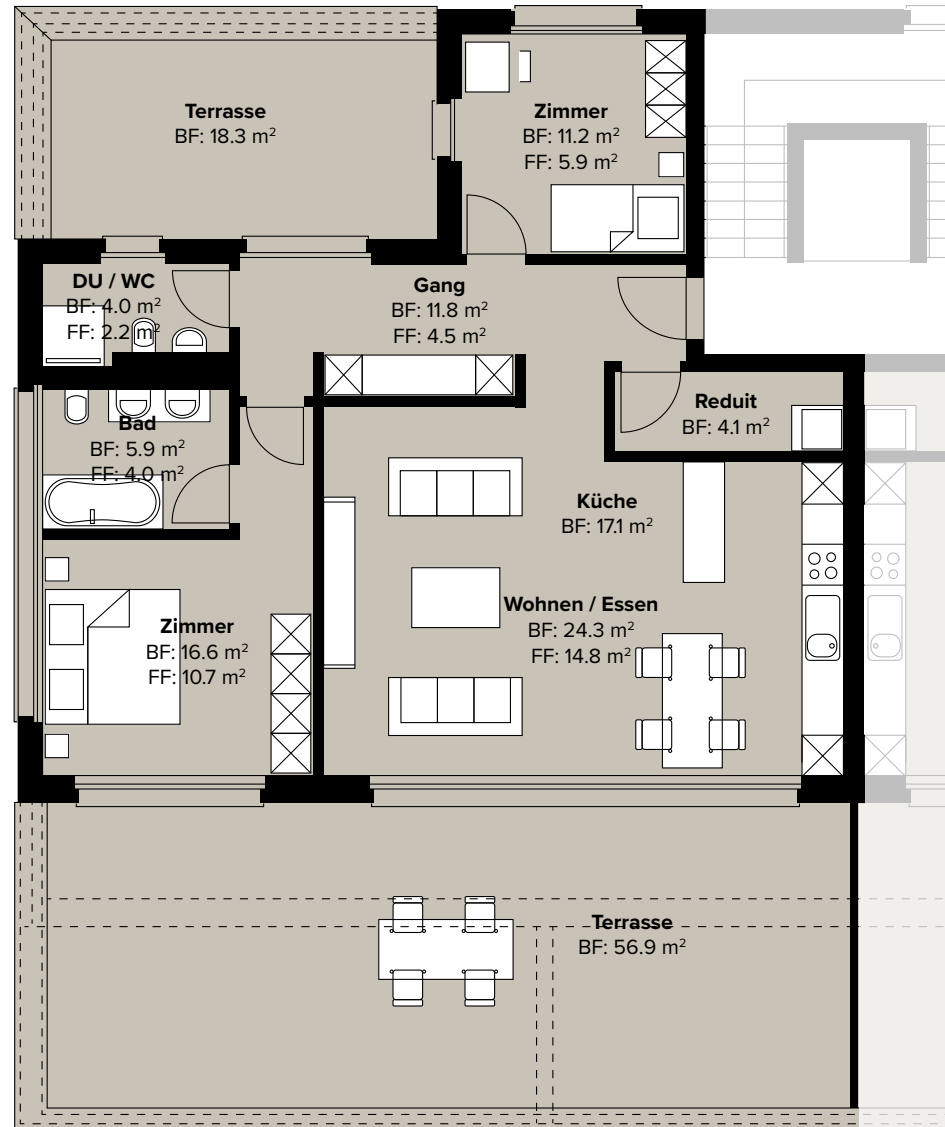 Terrasse
BF: 18.3 m²
Zimmer
BF: 11.2 m²
FF: 5.9 m²
DU / WC
BF: 4.0 m²
FF: 2.2 m²
Gang
BF: 11.8 m²
FF: 4.5 m²
Reduit
BF: 4.1 m²
Bad
BF: 5.9 m²
FF: 4.0 m²
Küche
BF: 17.1 m²
Wohnen / Essen
BF: 24.3 m²
FF: 14.8 m²
Zimmer
BF: 16.6 m²
FF: 10.7 m²
Terrasse
BF: 56.9 m²